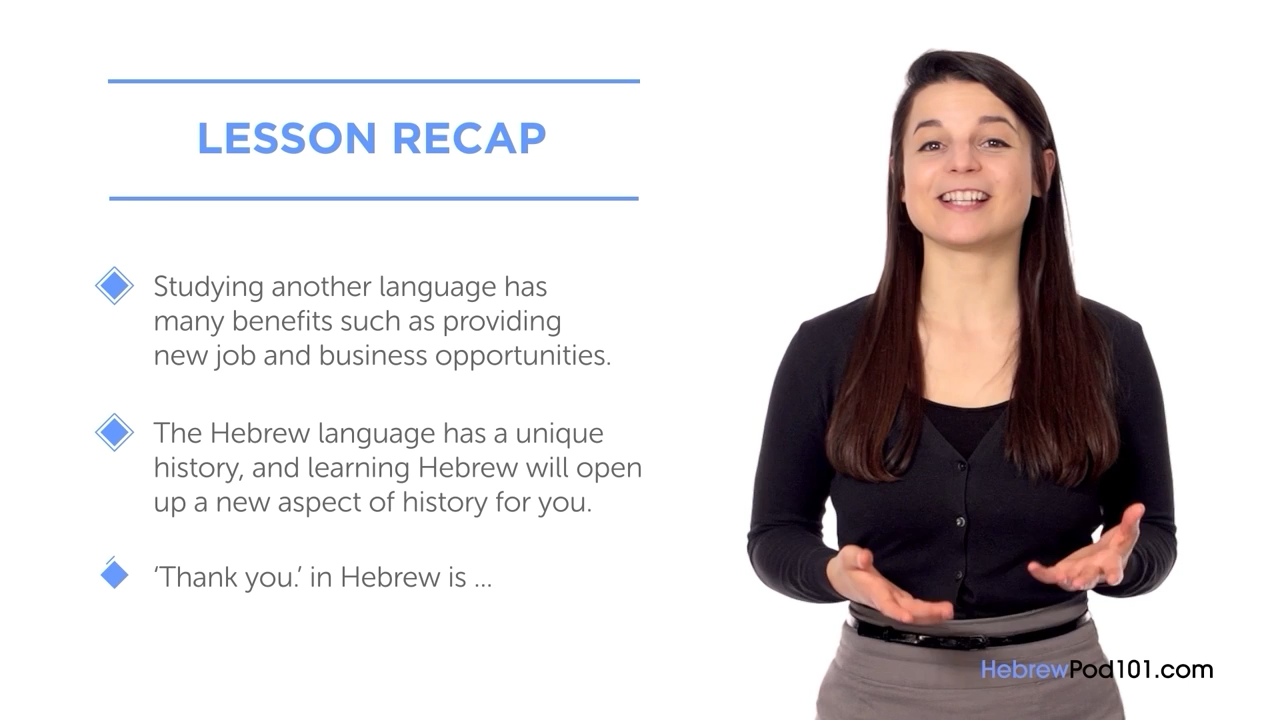 LESSON RECAP
Studying another language has
many benefits such as providing
new job and business opportunities.
The Hebrew language has a unique
history, and learning Hebrew will open
up a new aspect of history for you.
‘Thank you.’ in Hebrew is ...
HebrewPod101.com